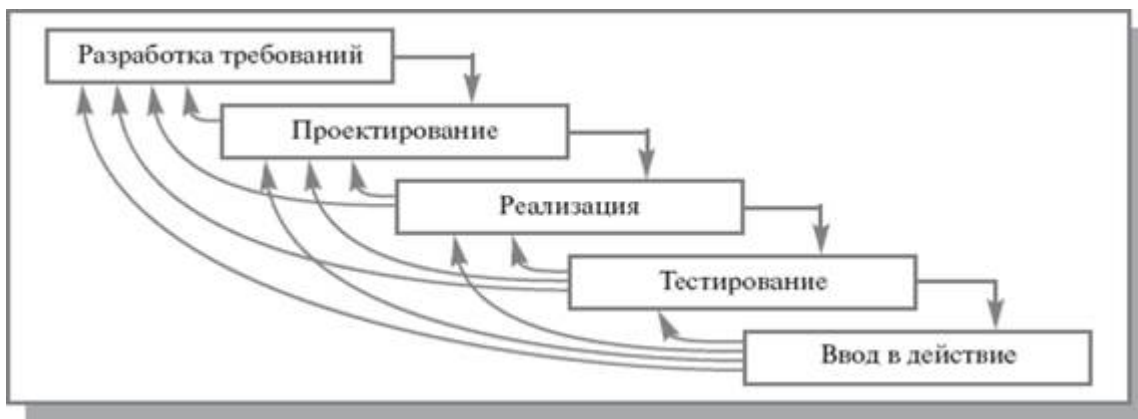 Разработка требований
Проектирование
Реализация
Тестирование
Ввод в действие